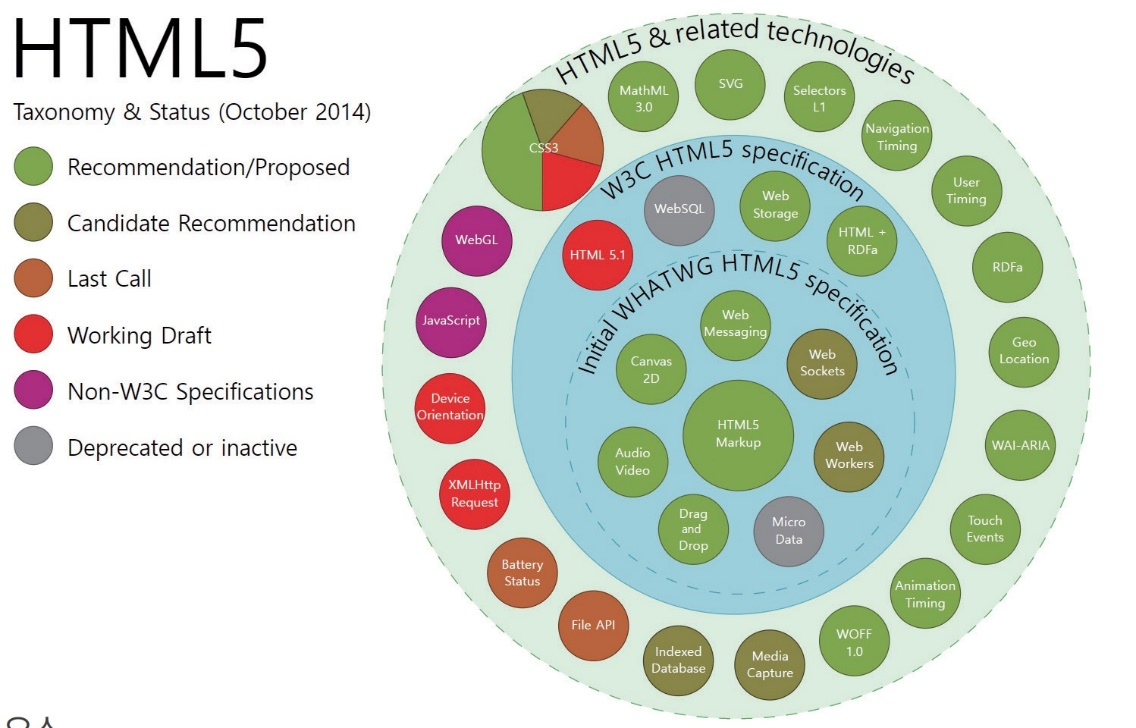 HTML5
Taxonomy & Status (October 2014)
Recommendation/Proposed
Candidate Recommendation
Last Call
Working Draft
Non-W3C Specifications
Deprecated or inactive
HTML5 & related technologies
CSS3
MathML
3.0
SVG
Selectors
L1
Navigation
Timing
User
Timing
RDFa
Geo
Location
WAI-ARIA
Touch
Events
Animation
Timing
WOFF
1.0
Media
Capture
Indexed
Database
File API
Battery
Status
XMLHttp
Request
Device
Orientation
JavaScript
WebGL
W3C HTML5 specification
HTML 5.1
WebSQL
Web
Storage
HTML +
RDFa
Initial WHATWG HTML5 specification
Web
Messaging
Web
Sockets
Web
Workers
Micro
Data
Drag
and
Drop
Audio
Video
Canvas
2D
HTML5
Markup